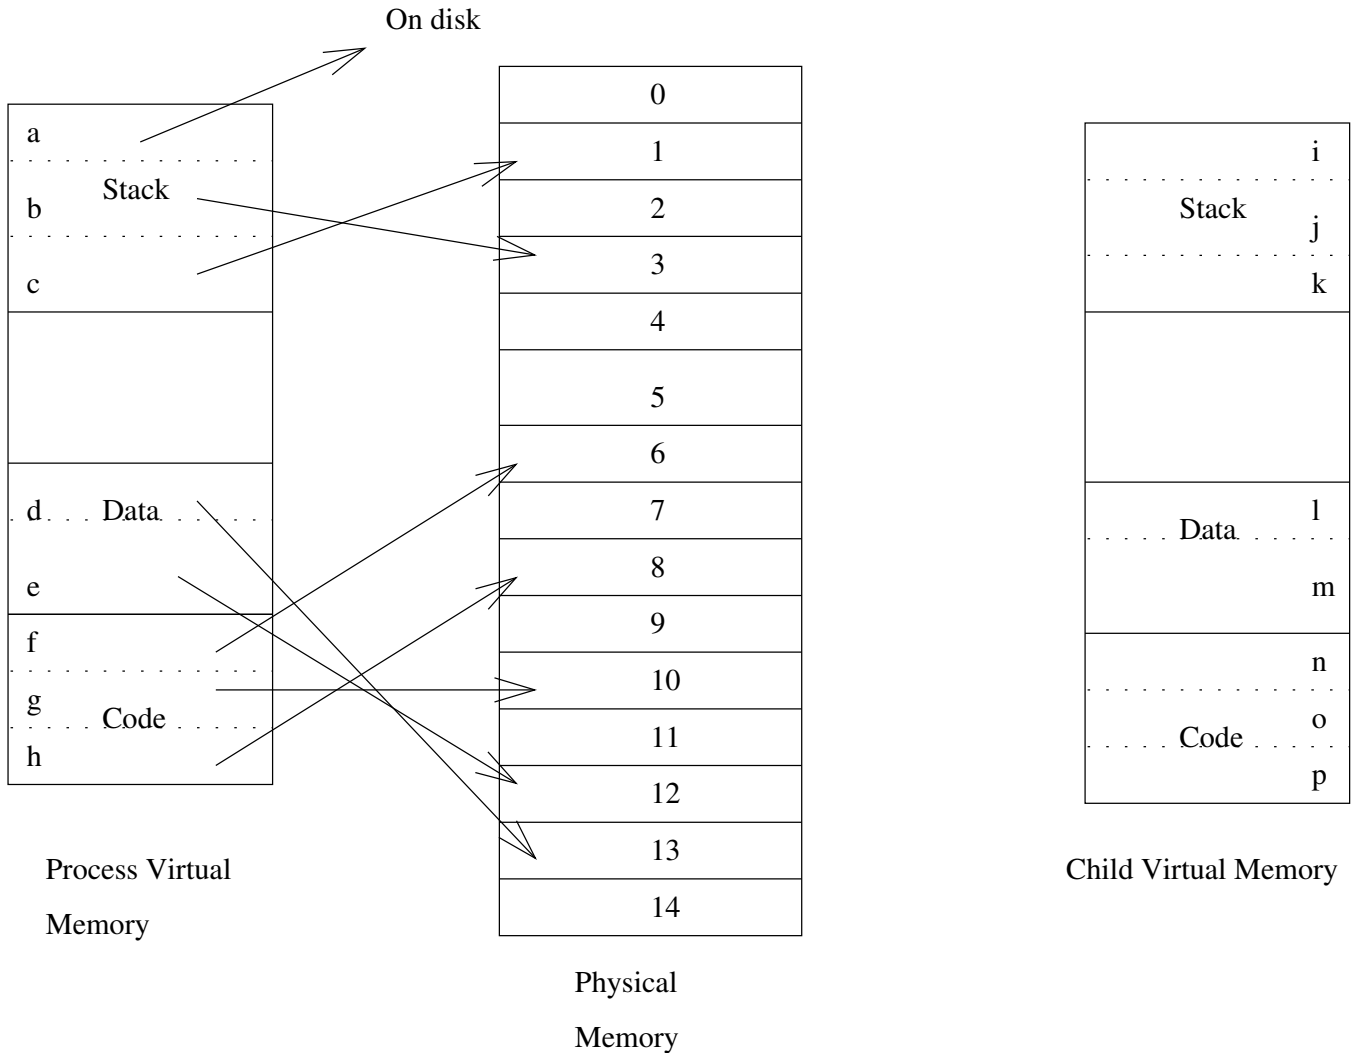 On disk
a
Stack
b
c
d
Data
e
f
g
Code
h
Process Virtual
Memory
0
1
2
3
4
5
6
7
8
9
10
11
12
13
14
Physical
Memory
i
Stack
j
k
l
Data
m
n
o
Code
p
Child Virtual Memory